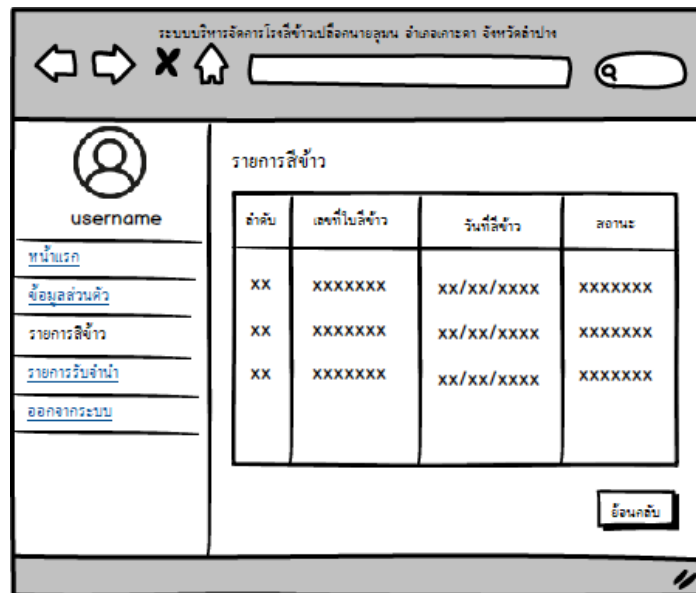 ระบบบริหารจัดการโรงสีข้าวเปลือกนายลุมน อำเภอเกาะคา จังหวัดลำปาง
username
หน้าแรก
ข้อมูลส่วนตัว
รายการสีข้าว
รายการรับจำนำ
ออกจากระบบ
รายการสีข้าว
ลำดับ เลขที่ใบสีข้าว วันที่สีข้าว สถานะ
xx xxxxxxx xx/xx/xxxx xxxxxxx
xx xxxxxxx xx/xx/xxxx xxxxxxx
xx xxxxxxx xx/xx/xxxx xxxxxxx
ย้อนกลับ